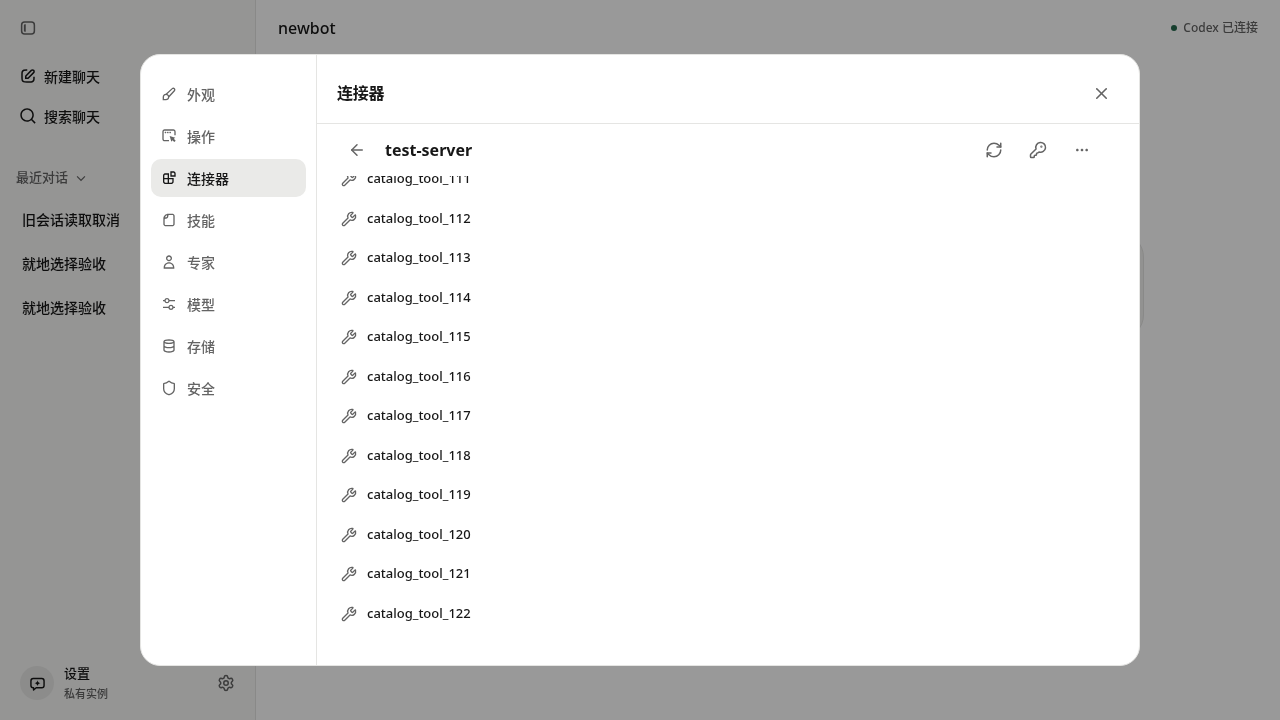 newbot
Codex 已连接
新建聊天
搜索聊天
最近对话
旧会话读取取消
就地选择验收
就地选择验收
设置
私有实例
外观
操作
连接器
技能
专家
模型
存储
安全
连接器
test-server
catalog_tool_111
catalog_tool_112
catalog_tool_113
catalog_tool_114
catalog_tool_115
catalog_tool_116
catalog_tool_117
catalog_tool_118
catalog_tool_119
catalog_tool_120
catalog_tool_121
catalog_tool_122